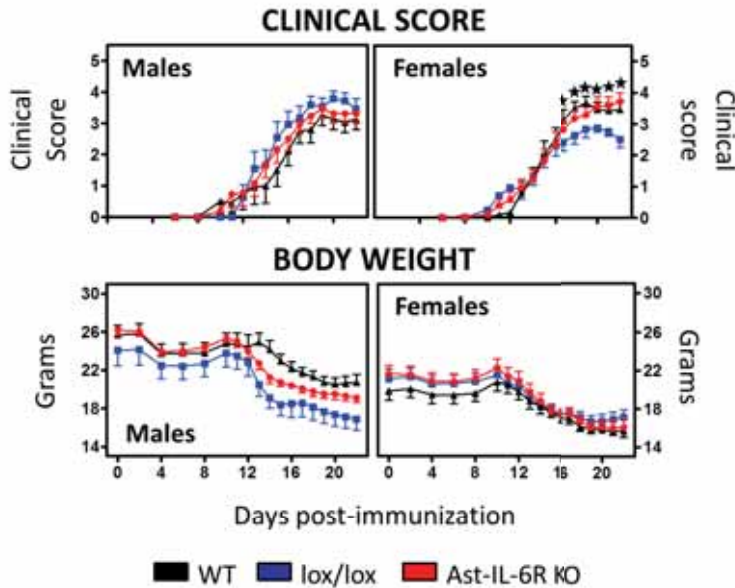 CLINICAL SCORE
Males
Females
Clinical
Score
Clinical
score
5
4
3
2
1
0
5
4
3
2
1
0
BODY WEIGHT
30
26
22
18
14
Grams
Males
Females
30
26
22
18
14
Grams
0 4 8 12 16 20
0 4 8 12 16 20
Days post-immunization
WT lox/lox Ast-IL-6R KO